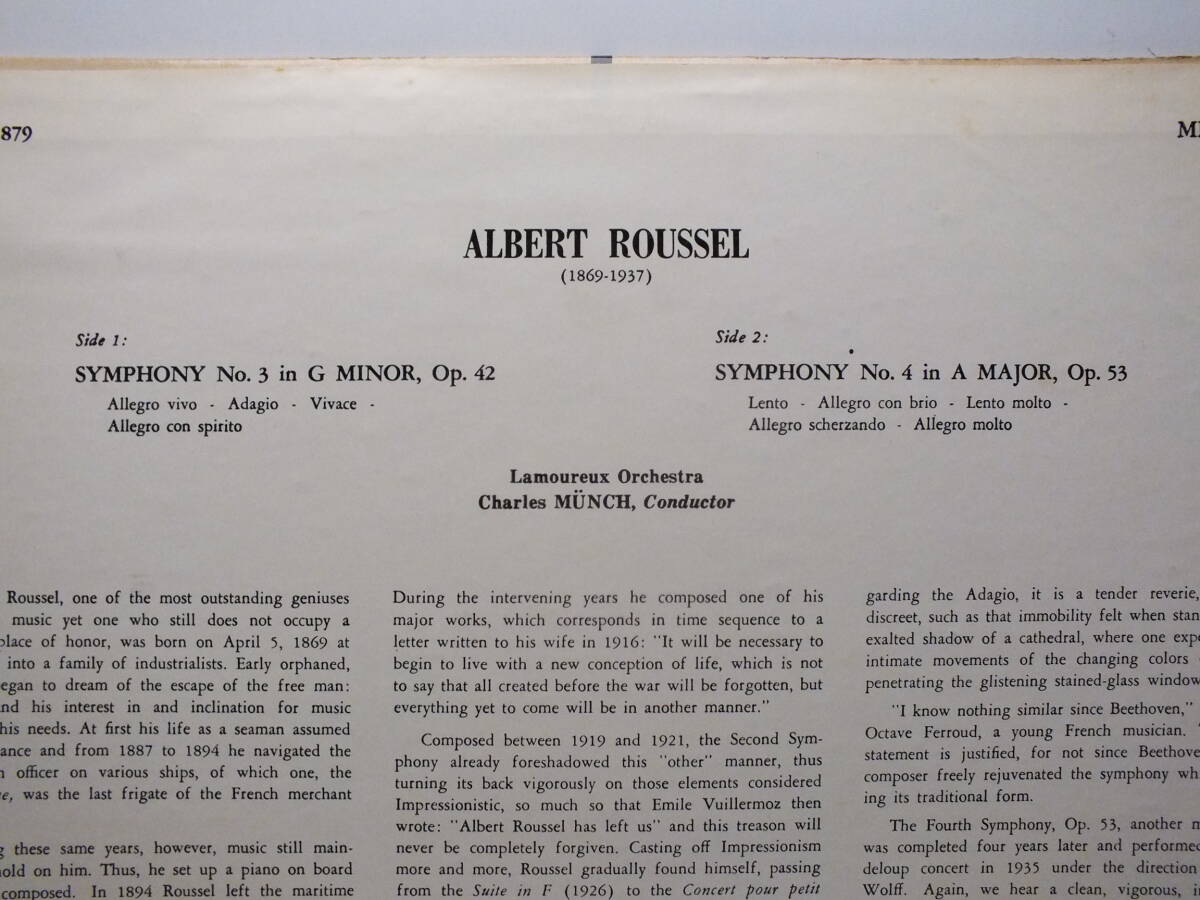 879
ALBERT ROUSSEL
(1869-1937)
Side 1:
SYMPHONY No. 3 in G MINOR, Op. 42
Allegro vivo - Adagio - Vivace -
Allegro con spirito
Side 2:
SYMPHONY No. 4 in A MAJOR, Op. 53
Lento - Allegro con brio - Lento molto -
Allegro scherzando - Allegro molto
Lamoureux Orchestra
Charles MÜNCH, Conductor
Roussel, one of the most outstanding geniuses
music yet one who still does not occupy a
place of honor, was born on April 5, 1869 at
into a family of industrialists. Early orphaned,
egan to dream of the escape of the free man:
nd his interest in and inclination for music
his needs. At first his life as a seaman assumed
ance and from 1887 to 1894 he navigated the
officer on various ships, of which one, the
e, was the last frigate of the French merchant
g these same years, however, music still main-
hold on him. Thus, he set up a piano on board
composed. In 1894 Roussel left the maritime
During the intervening years he composed one of his
major works, which corresponds in time sequence to a
letter written to his wife in 1916: "It will be necessary to
begin to live with a new conception of life, which is not
to say that all created before the war will be forgotten, but
everything yet to come will be in another manner."
Composed between 1919 and 1921, the Second Sym-
phony already foreshadowed this "other" manner, thus
turning its back vigorously on those elements considered
Impressionistic, so much so that Emile Vuillermoz then
wrote: "Albert Roussel has left us" and this treason will
never be completely forgiven. Casting off Impressionism
more and more, Roussel gradually found himself, passing
from the Suite in F (1926) to the Concert pour petit
garding the Adagio, it is a tender reverie,
discreet, such as that immobility felt when stan
exalted shadow of a cathedral, where one exp
intimate movements of the changing colors
penetrating the glistening stained-glass window
"I know nothing similar since Beethoven,"
Octave Ferroud, a young French musician.
statement is justified, for not since Beethove
composer freely rejuvenated the symphony wh
ing its traditional form.
The Fourth Symphony, Op. 53, another m
was completed four years later and performed
deloup concert in 1935 under the direction
Wolff. Again, we hear a clean, vigorous, i